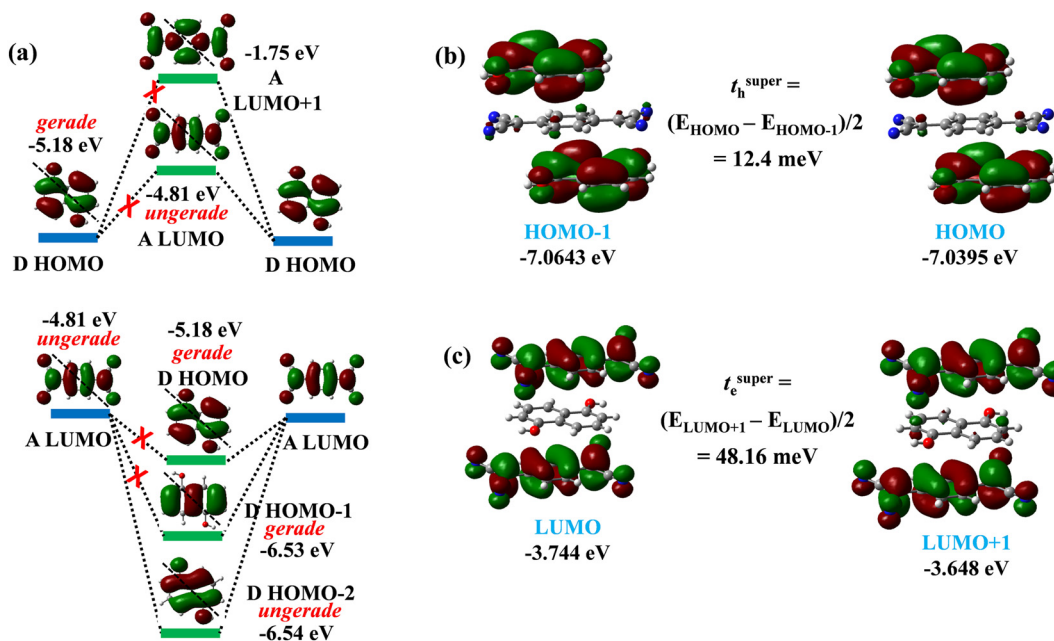 (a)
-1.75 eV
A
LUMO+1
gerade
-5.18 eV
X
X
-4.81 eV
ungerade
A LUMO
D HOMO
D HOMO
-4.81 eV
ungerade
-5.18 eV
gerade
D HOMO
A LUMO
A LUMO
X
X
D HOMO-1
gerade
-6.53 eV
D HOMO-2
ungerade
-6.54 eV
(b)
t_h^super =
(E_HOMO – E_HOMO-1)/2
= 12.4 meV
HOMO-1
-7.0643 eV
HOMO
-7.0395 eV
(c)
t_e^super =
(E_LUMO+1 – E_LUMO)/2
= 48.16 meV
LUMO
-3.744 eV
LUMO+1
-3.648 eV